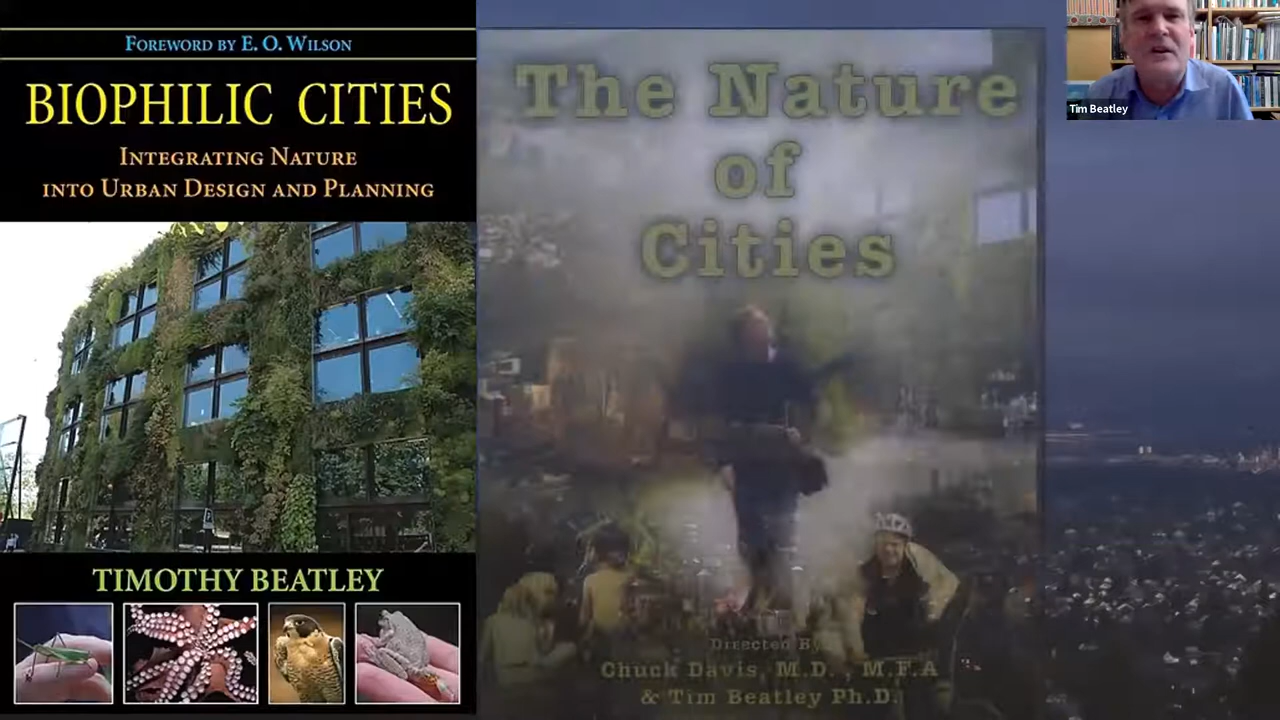 FOREWORD BY E. O. WILSON
BIOPHILIC CITIES
INTEGRATING NATURE
INTO URBAN DESIGN AND PLANNING
TIMOTHY BEATLEY
The Nature
of
Cities
Directed By
Chuck Davis, M.D. , M.F.A
& Tim Beatley Ph.D.
Tim Beatley